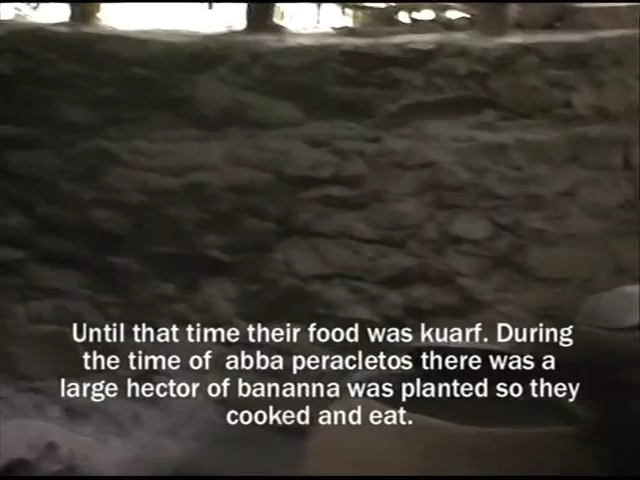 Until that time their food was kuarf. During
the time of  abba peracletos there was a
large hector of bananna was planted so they
cooked and eat.